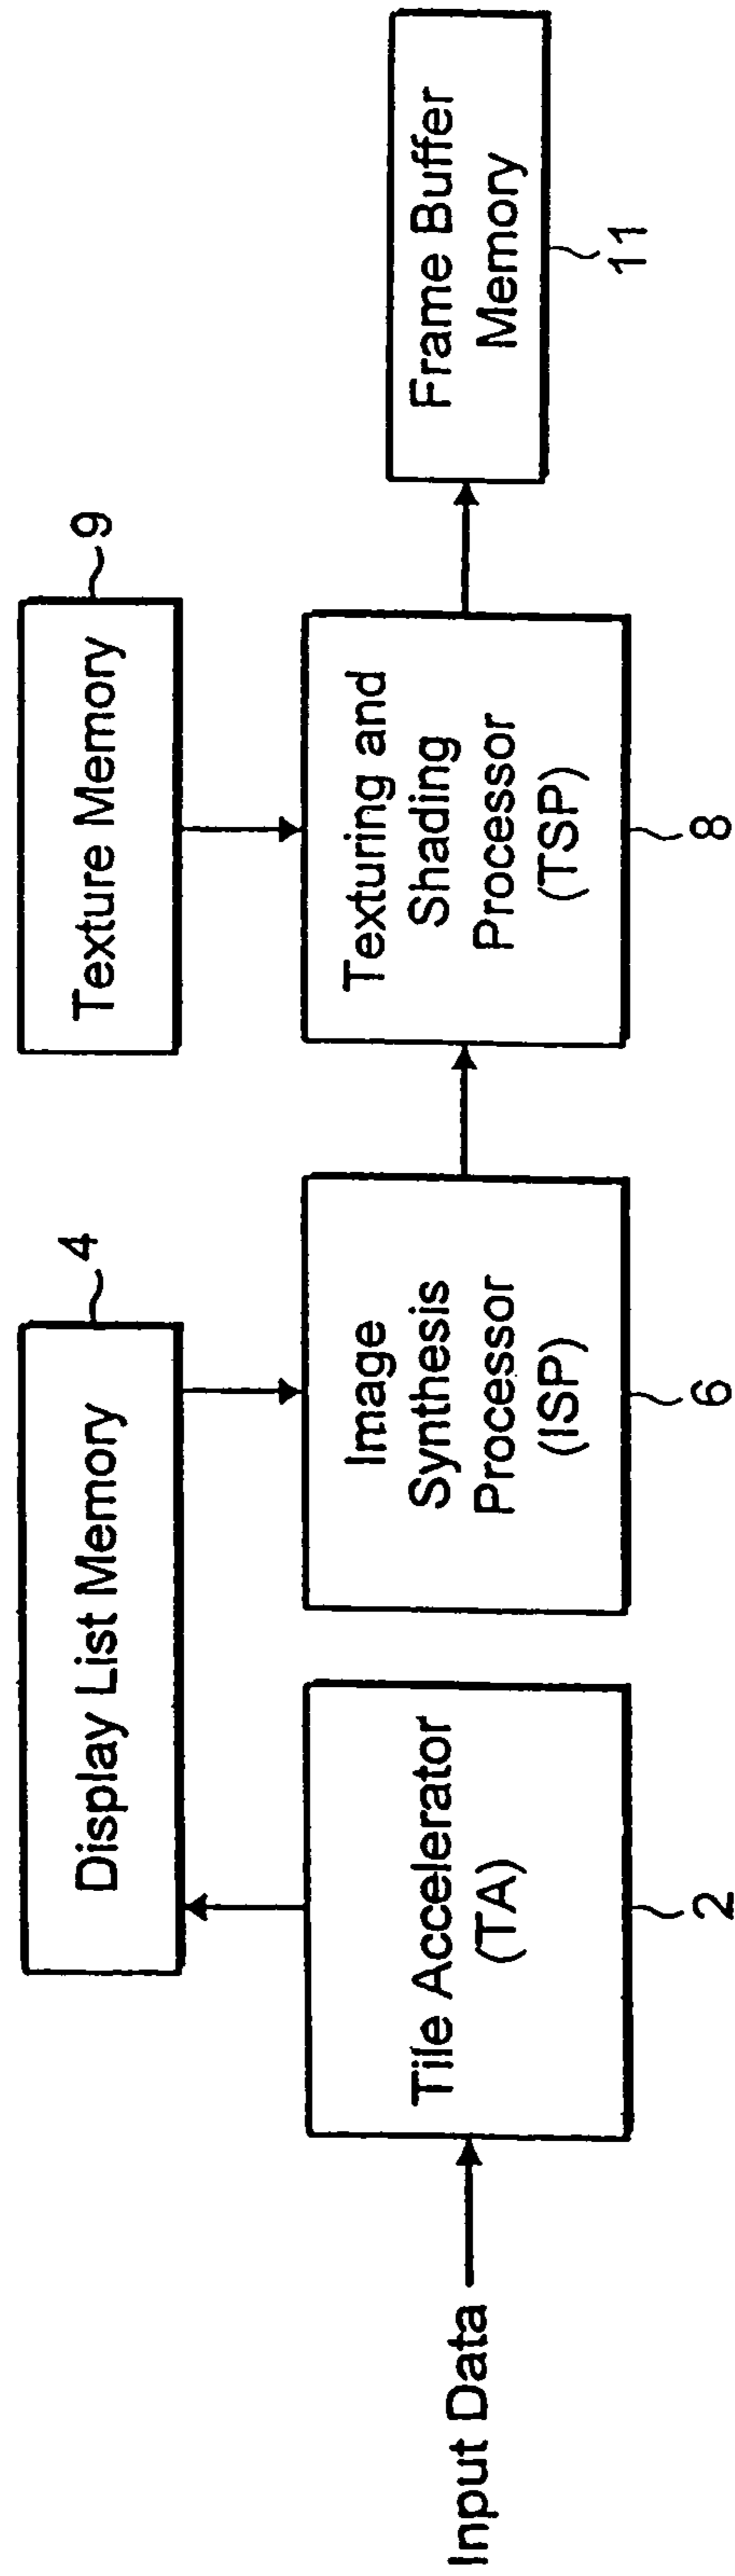 Display List Memory
4
Texture Memory
9
Input Data
Tile Accelerator
(TA)
2
Image
Synthesis
Processor
(ISP)
6
Texturing and
Shading
Processor
(TSP)
8
Frame Buffer
Memory
11